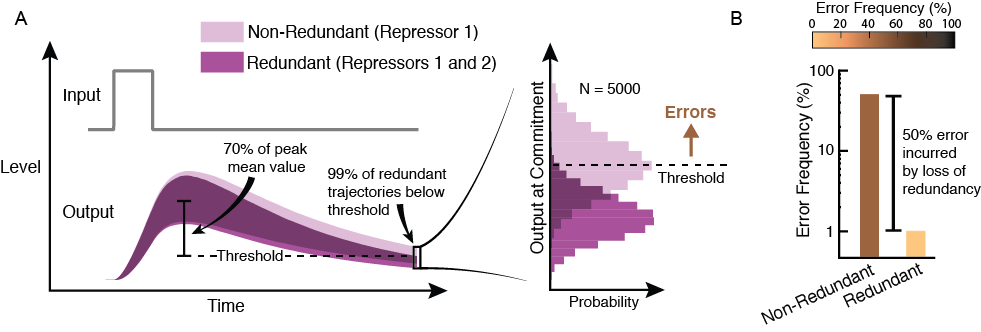 A
Non-Redundant (Repressor 1)
Redundant (Repressors 1 and 2)
Input
Level
Output
70% of peak
mean value
99% of redundant
trajectories below
threshold
Threshold
Time
N = 5000
Errors
Threshold
Output at Commitment
Probability
B
Error Frequency (%)
0 20 40 60 80 100
Error Frequency (%)
100
10
1
50% error
incurred
by loss of
redundancy
Non-Redundant
Redundant